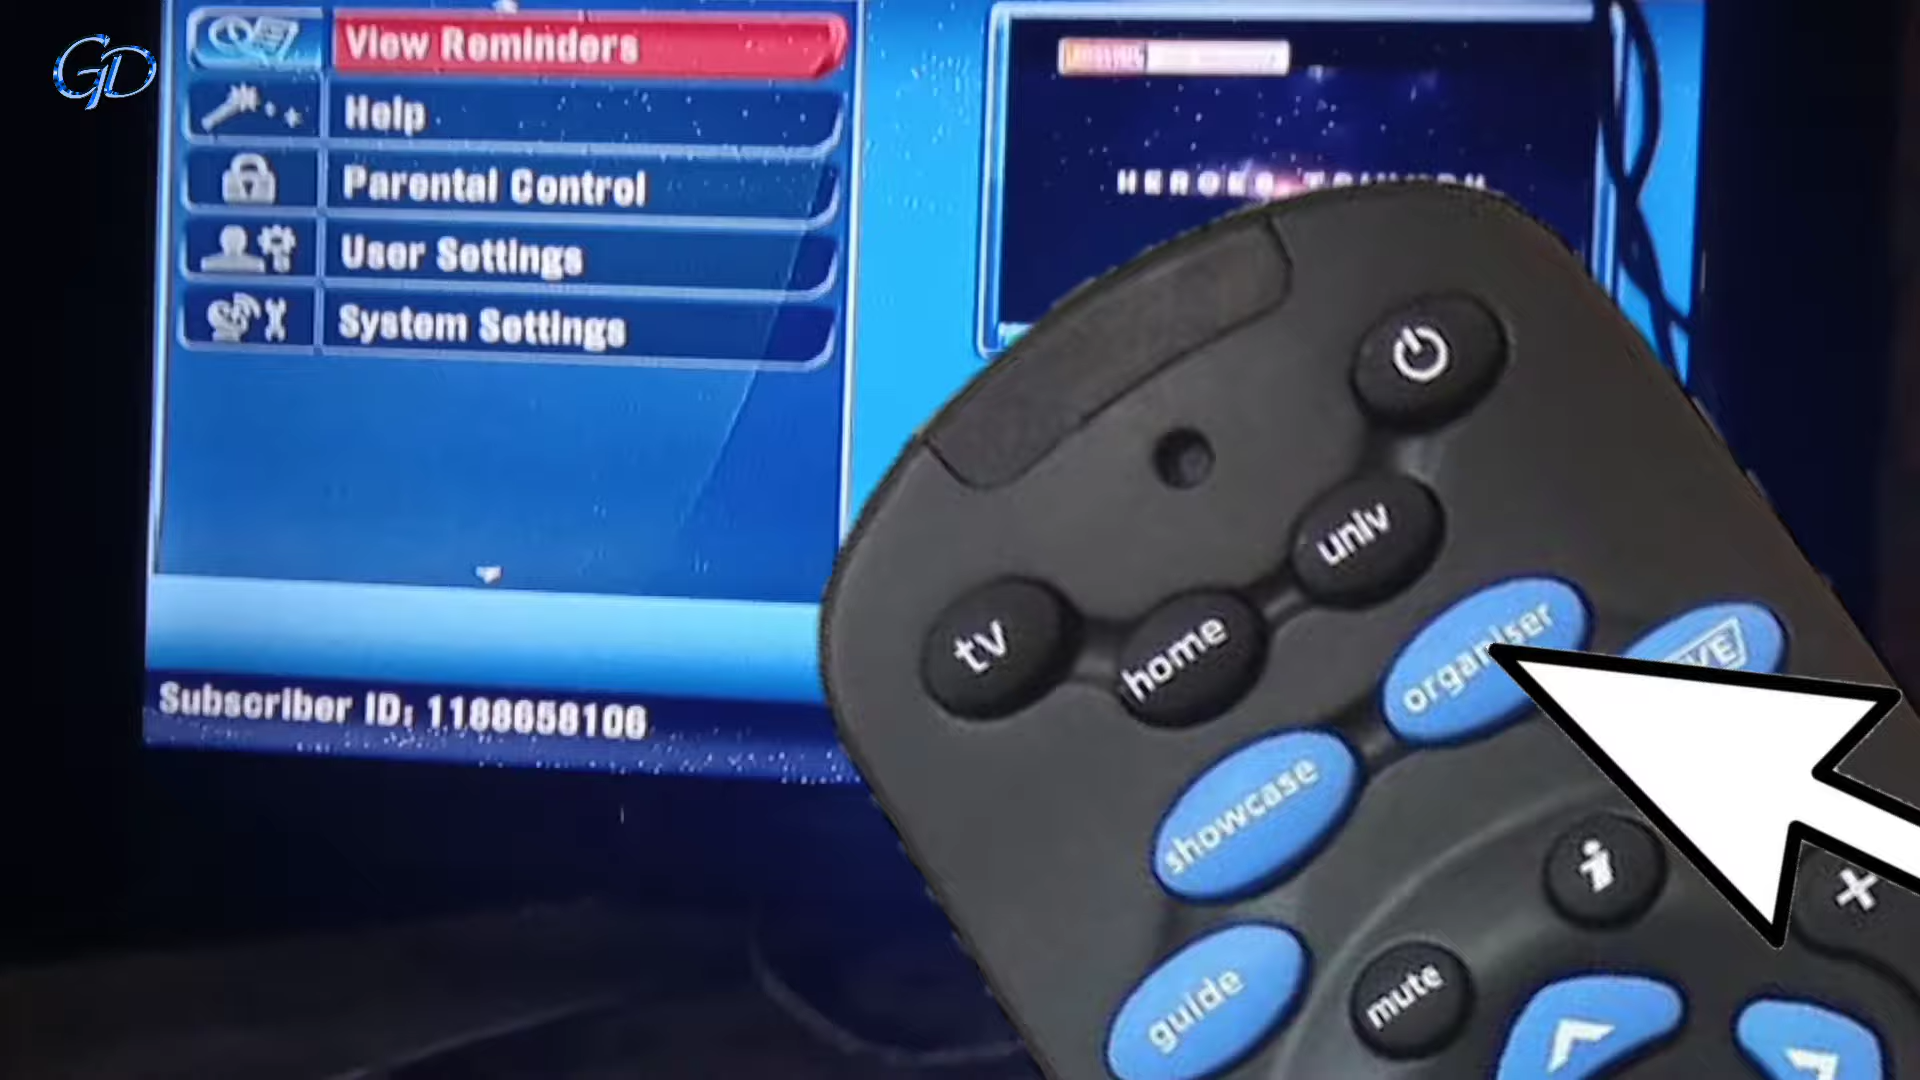 GD
View Reminders
Help
Parental Control
User Settings
System Settings
Subscriber ID: 1188658106
HEROES
tv
home
univ
organiser
showcase
guide
mute